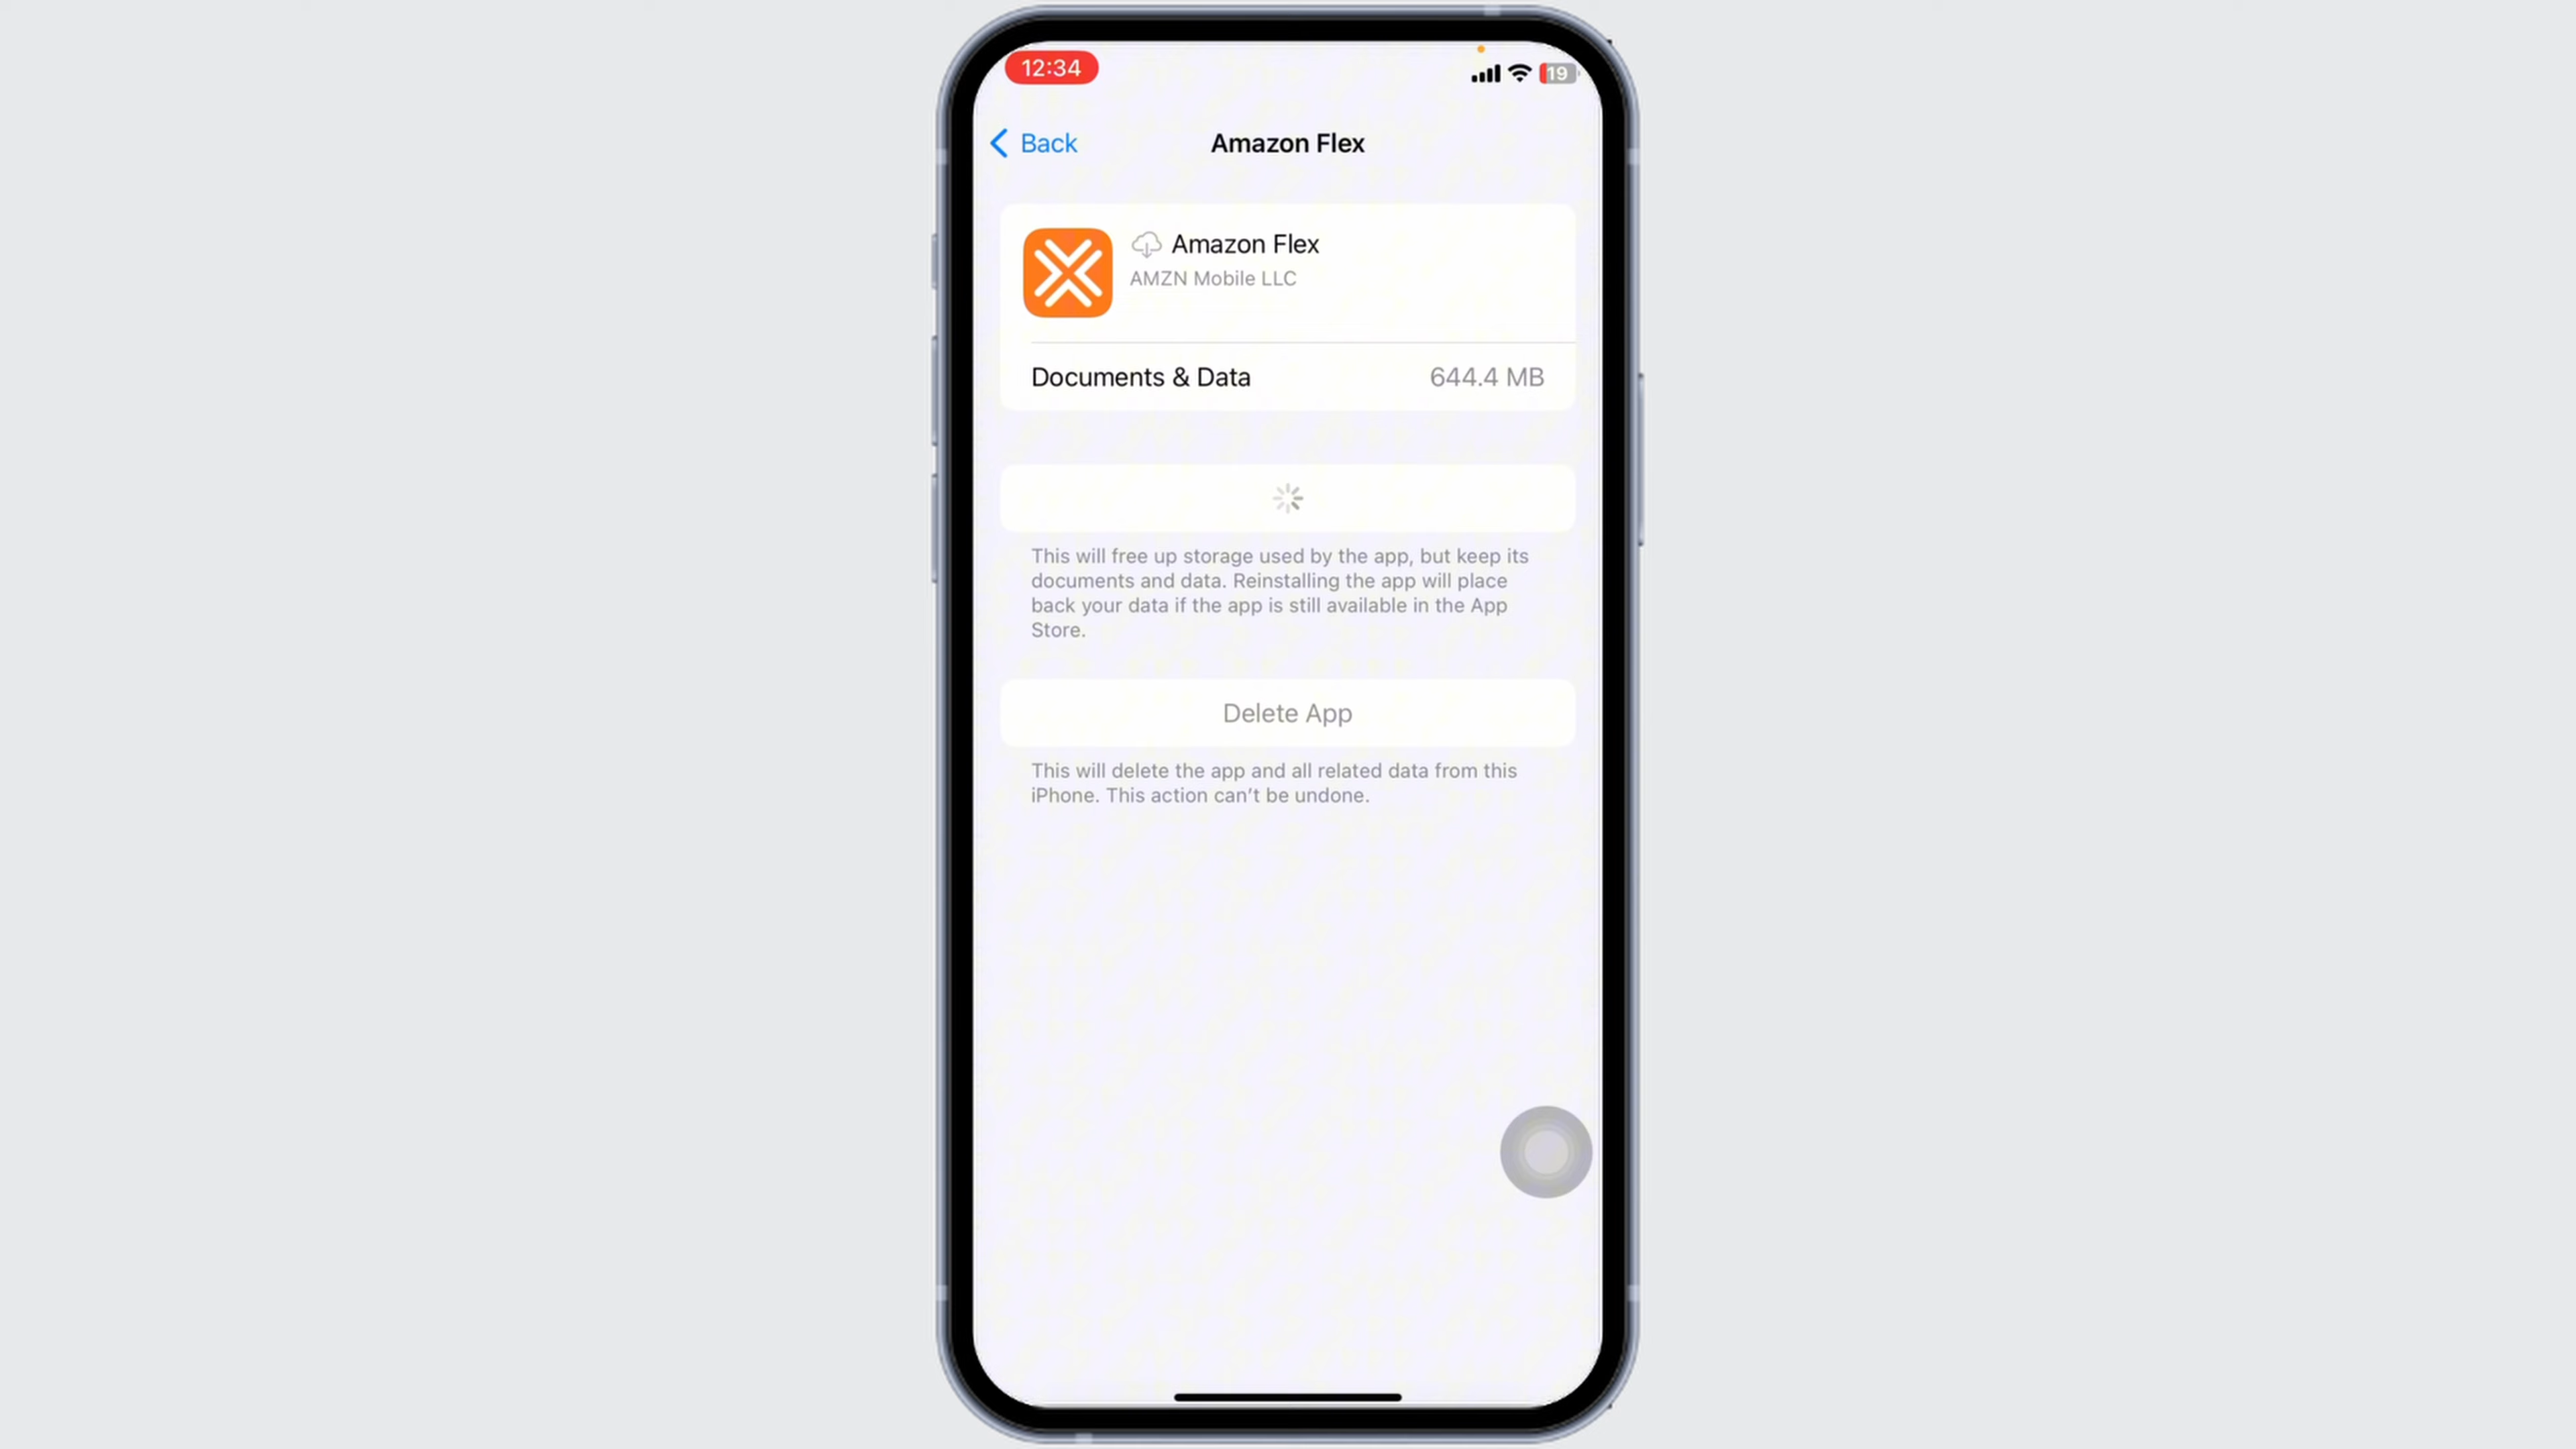 12:34
19
Back
Amazon Flex
Amazon Flex
AMZN Mobile LLC
Documents & Data
644.4 MB
This will free up storage used by the app, but keep its
documents and data. Reinstalling the app will place
back your data if the app is still available in the App
Store.
Delete App
This will delete the app and all related data from this
iPhone. This action can’t be undone.